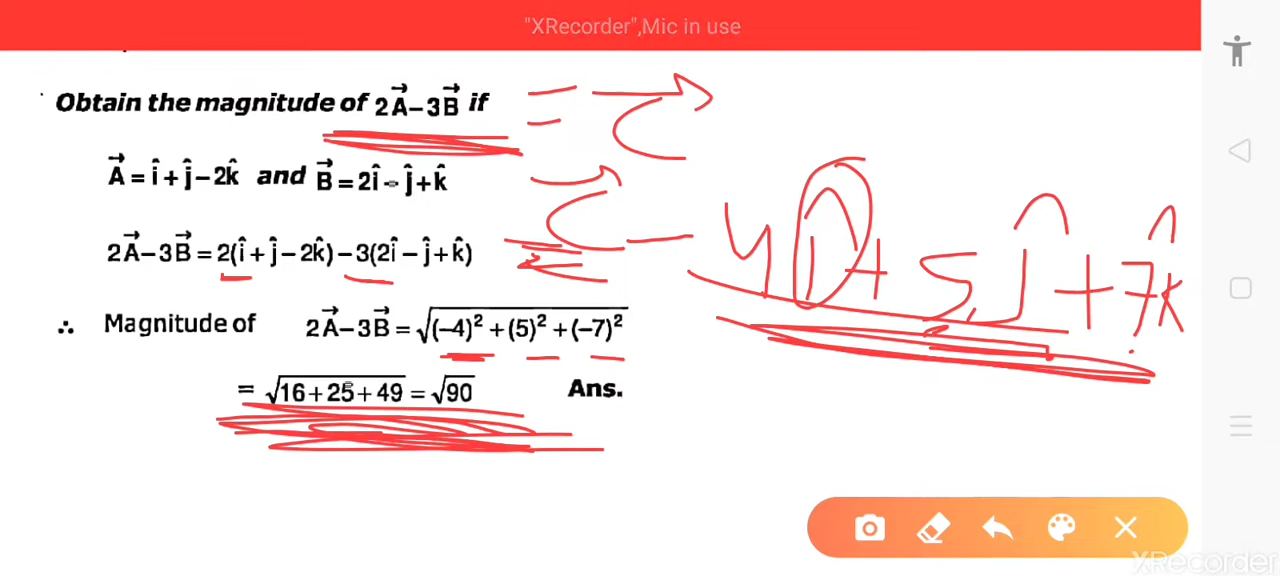 "XRecorder",Mic in use
Obtain the magnitude of 2A⃗−3B⃗ if = C⃗
A⃗ = î + ĵ − 2k̂ and B⃗ = 2î − ĵ + k̂
C⃗ − 4î + 5ĵ + 7k̂
2A⃗−3B⃗ = 2(î + ĵ − 2k̂) − 3(2î − ĵ + k̂)
∴ Magnitude of 2A⃗−3B⃗ = √(−4)² + (5)² + (−7)²
= √16+25+49 = √90 Ans.
XRecorder